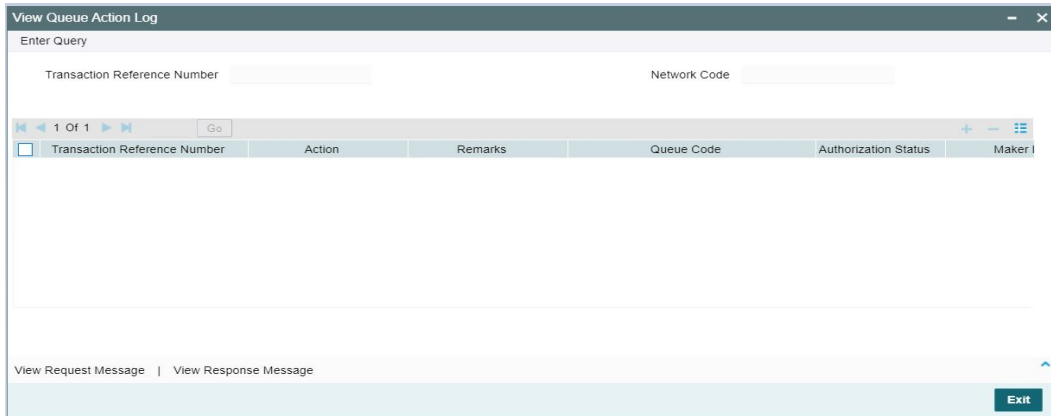 View Queue Action Log
Enter Query
Transaction Reference Number Network Code
1 Of 1 Go
Transaction Reference Number Action Remarks Queue Code Authorization Status Maker
View Request Message | View Response Message
Exit